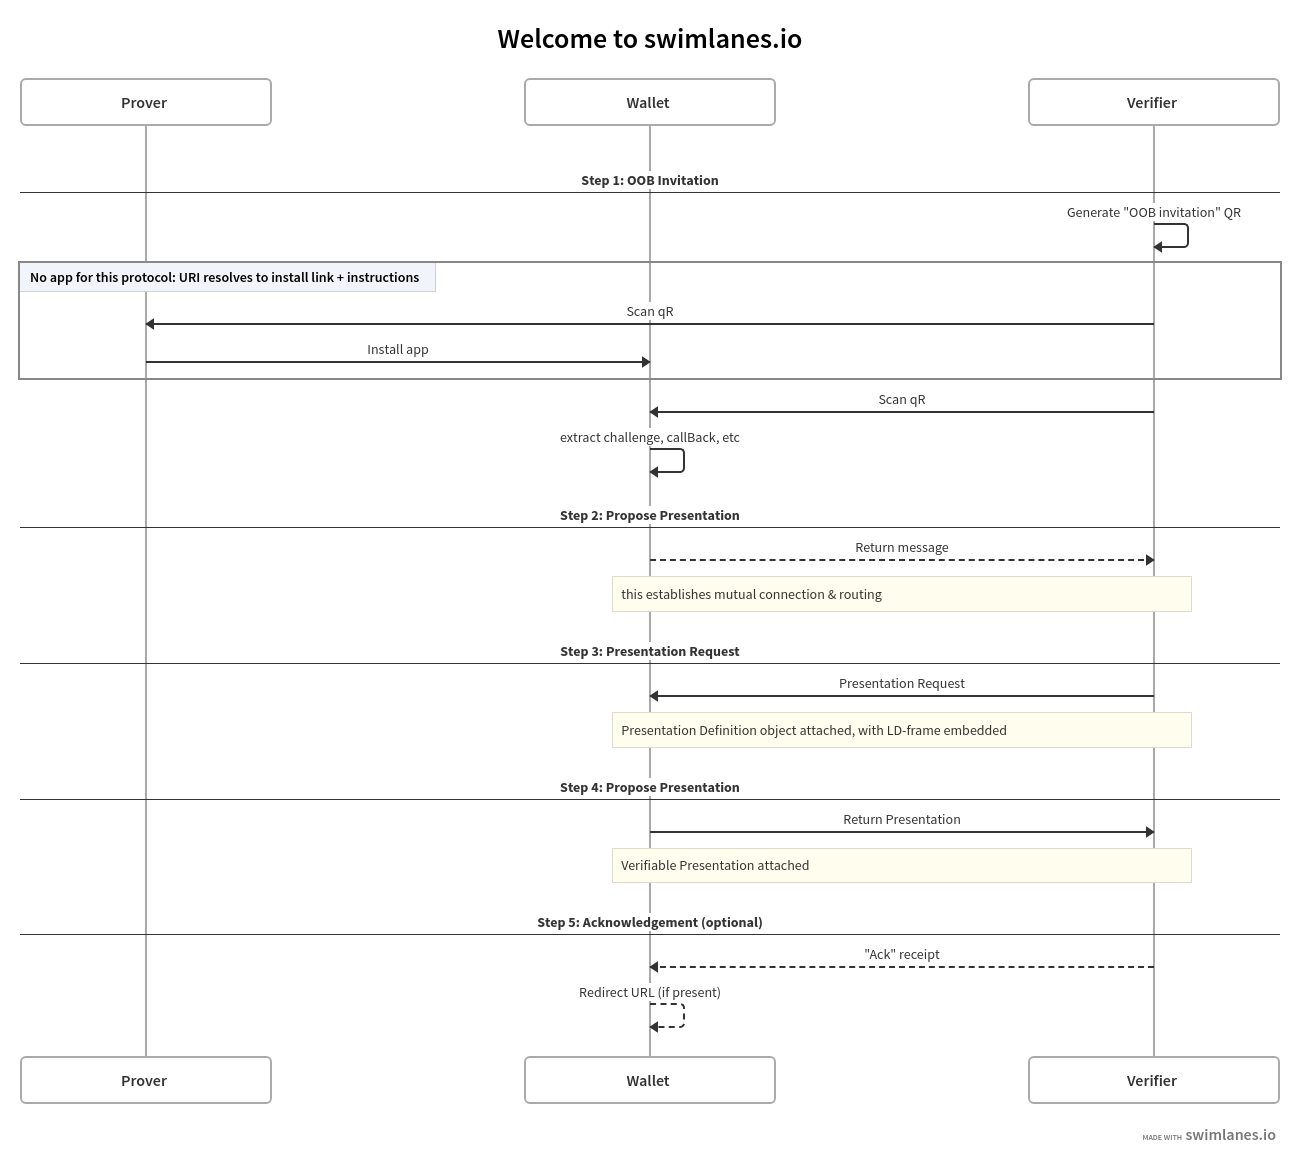 Welcome to swimlanes.io
Prover
Wallet
Verifier
Step 1: OOB Invitation
Generate "OOB invitation" QR
No app for this protocol: URI resolves to install link + instructions
Scan qR
Install app
Scan qR
extract challenge, callBack, etc
Step 2: Propose Presentation
Return message
this establishes mutual connection & routing
Step 3: Presentation Request
Presentation Request
Presentation Definition object attached, with LD-frame embedded
Step 4: Propose Presentation
Return Presentation
Verifiable Presentation attached
Step 5: Acknowledgement (optional)
"Ack" receipt
Redirect URL (if present)
Prover
Wallet
Verifier
MADE WITH swimlanes.io